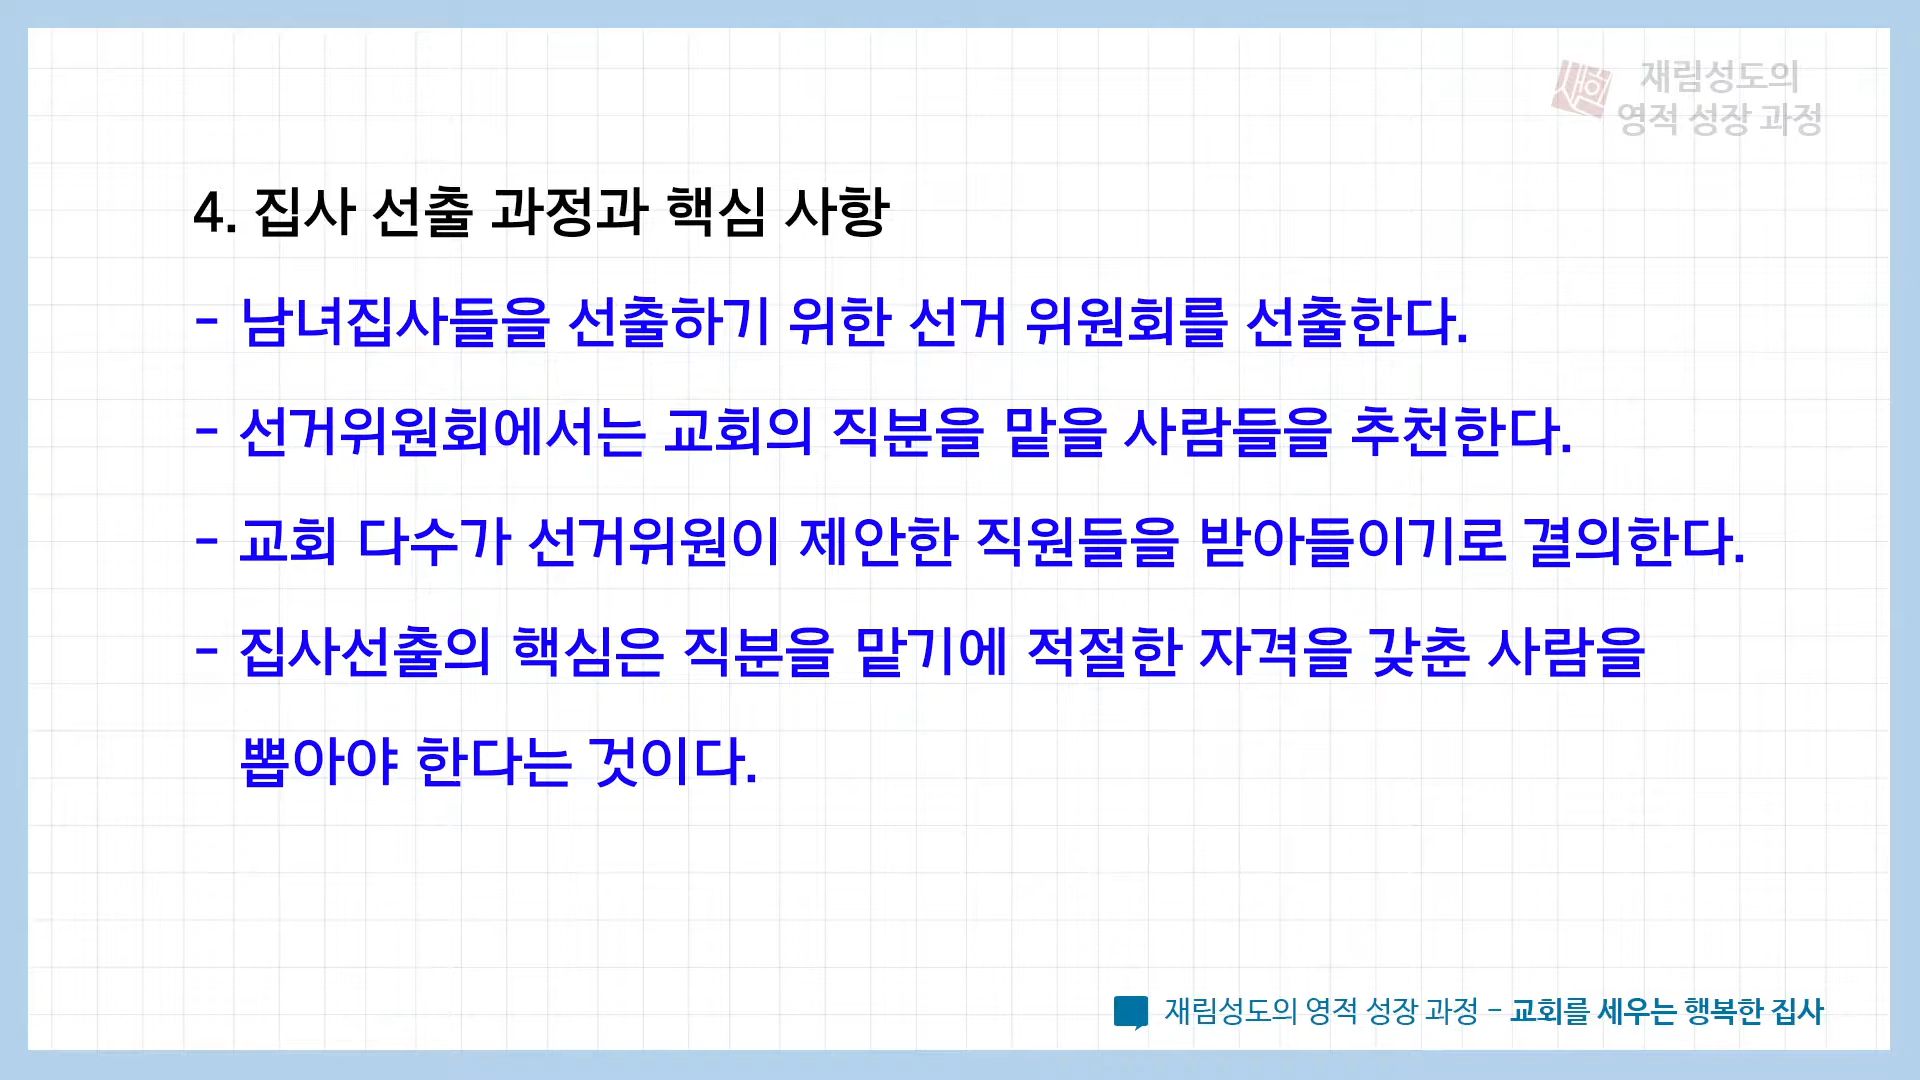 재림성도의
영적 성장 과정
4. 집사 선출 과정과 핵심 사항
- 남녀집사들을 선출하기 위한 선거 위원회를 선출한다.
- 선거위원회에서는 교회의 직분을 맡을 사람들을 추천한다.
- 교회 다수가 선거위원이 제안한 직원들을 받아들이기로 결의한다.
- 집사선출의 핵심은 직분을 맡기에 적절한 자격을 갖춘 사람을
뽑아야 한다는 것이다.
재림성도의 영적 성장 과정 - 교회를 세우는 행복한 집사